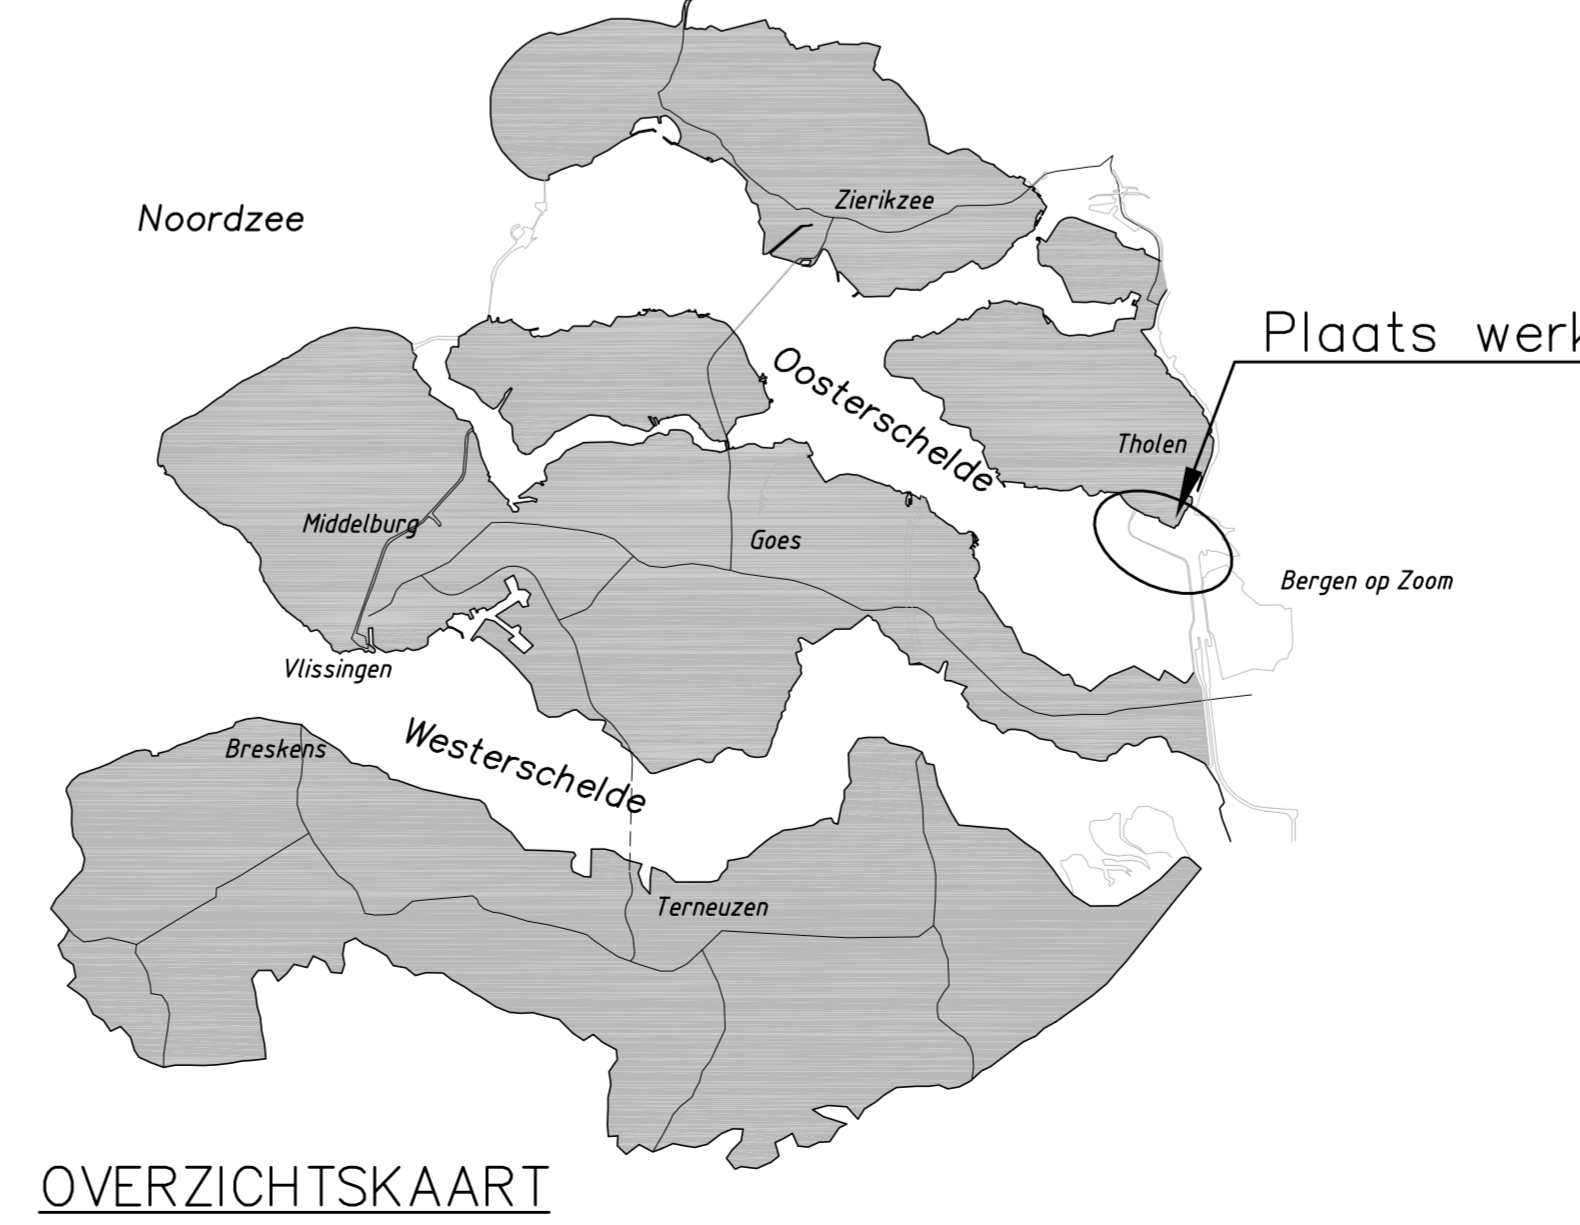 Noordzee
Zierikzee
Plaats werk
Oosterschelde
Tholen
Middelburg
Goes
Bergen op Zoom
Vlissingen
Westerschelde
Breskens
Terneuzen
OVERZICHTSKAART